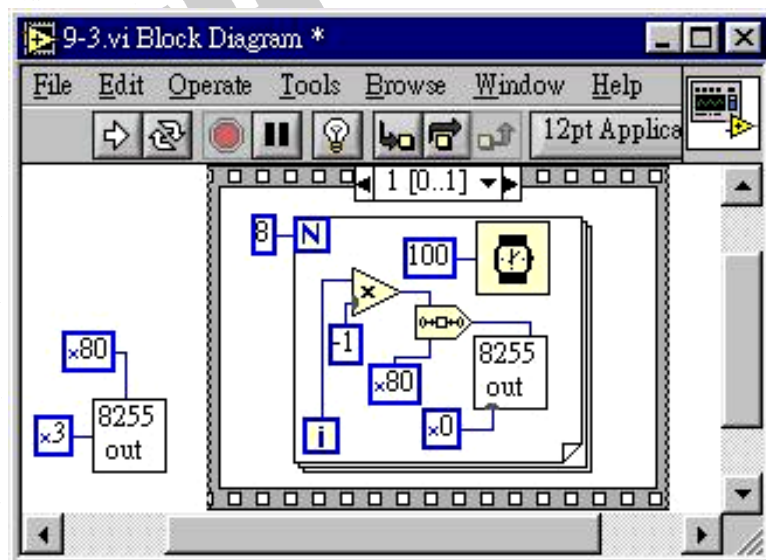 9-3.vi Block Diagram *
File Edit Operate Tools Browse Window Help
12pt Applica
1 [0..1]
8 N
100
x
-1
x80
8255
out
i
x0
x80
x3
8255
out